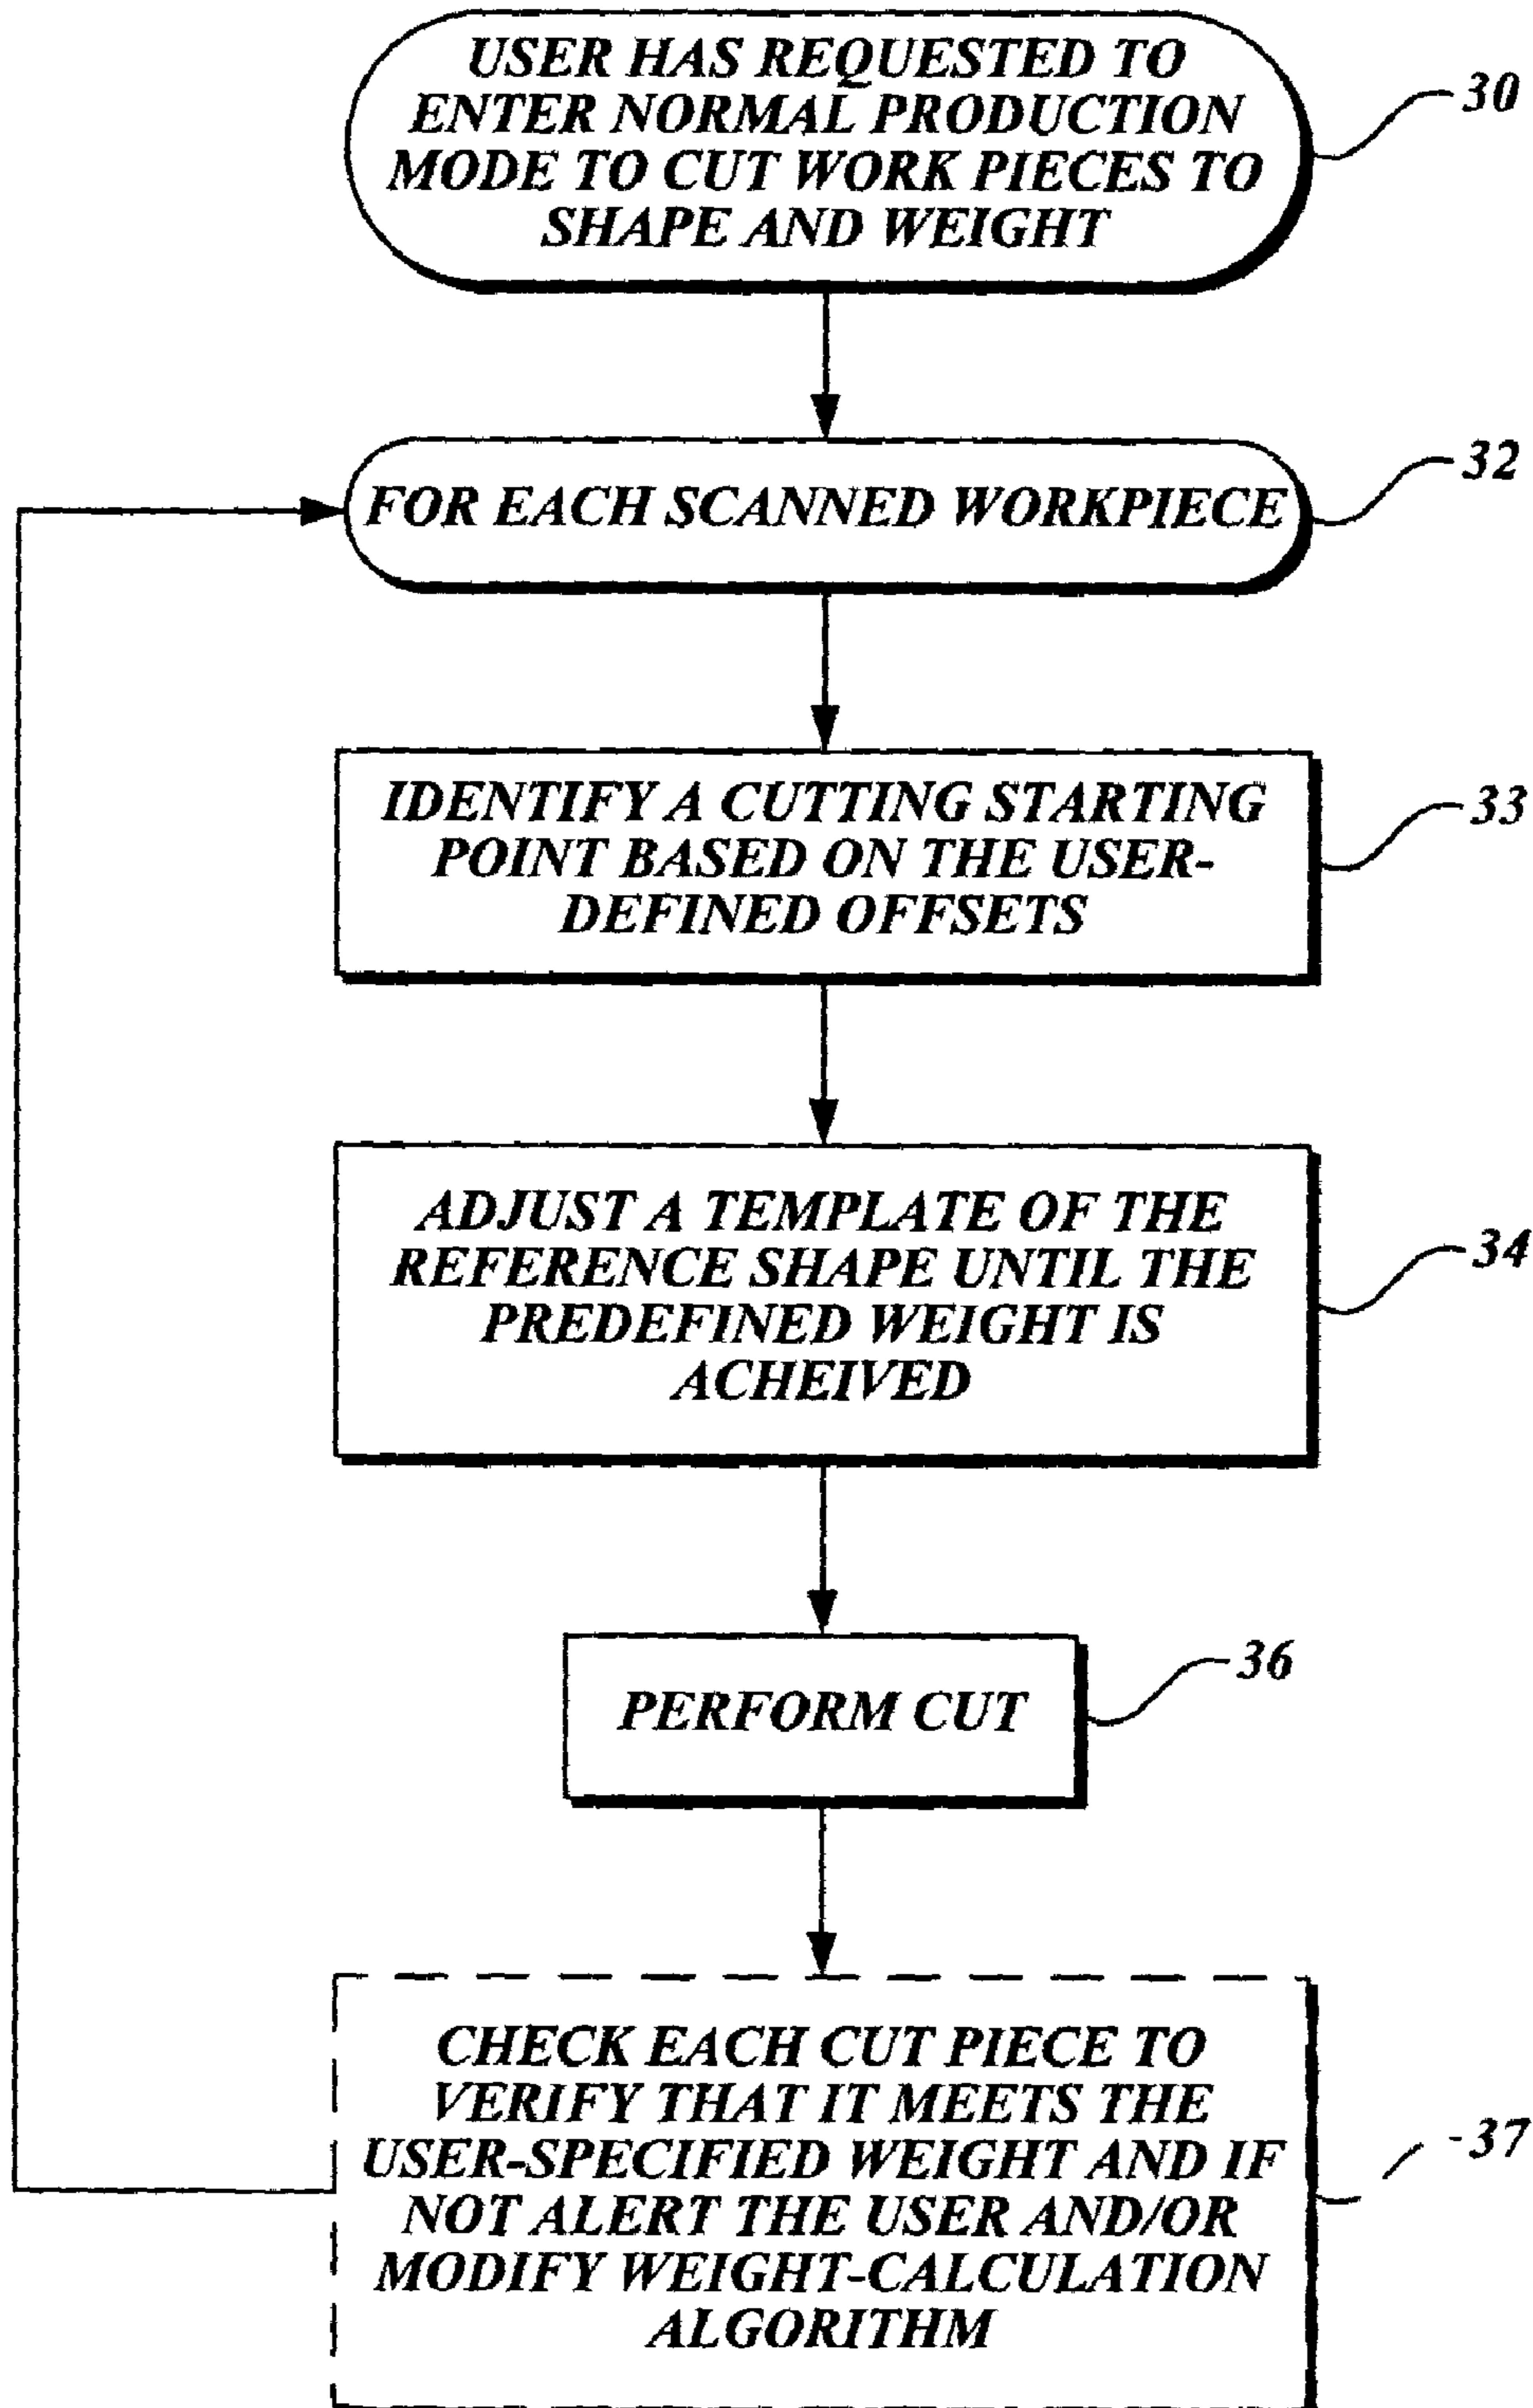 USER HAS REQUESTED TO
ENTER NORMAL PRODUCTION
MODE TO CUT WORK PIECES TO
SHAPE AND WEIGHT
30
FOR EACH SCANNED WORKPIECE
32
IDENTIFY A CUTTING STARTING
POINT BASED ON THE USER-
DEFINED OFFSETS
33
ADJUST A TEMPLATE OF THE
REFERENCE SHAPE UNTIL THE
PREDEFINED WEIGHT IS
ACHEIVED
34
PERFORM CUT
36
CHECK EACH CUT PIECE TO
VERIFY THAT IT MEETS THE
USER-SPECIFIED WEIGHT AND IF
NOT ALERT THE USER AND/OR
MODIFY WEIGHT-CALCULATION
ALGORITHM
37